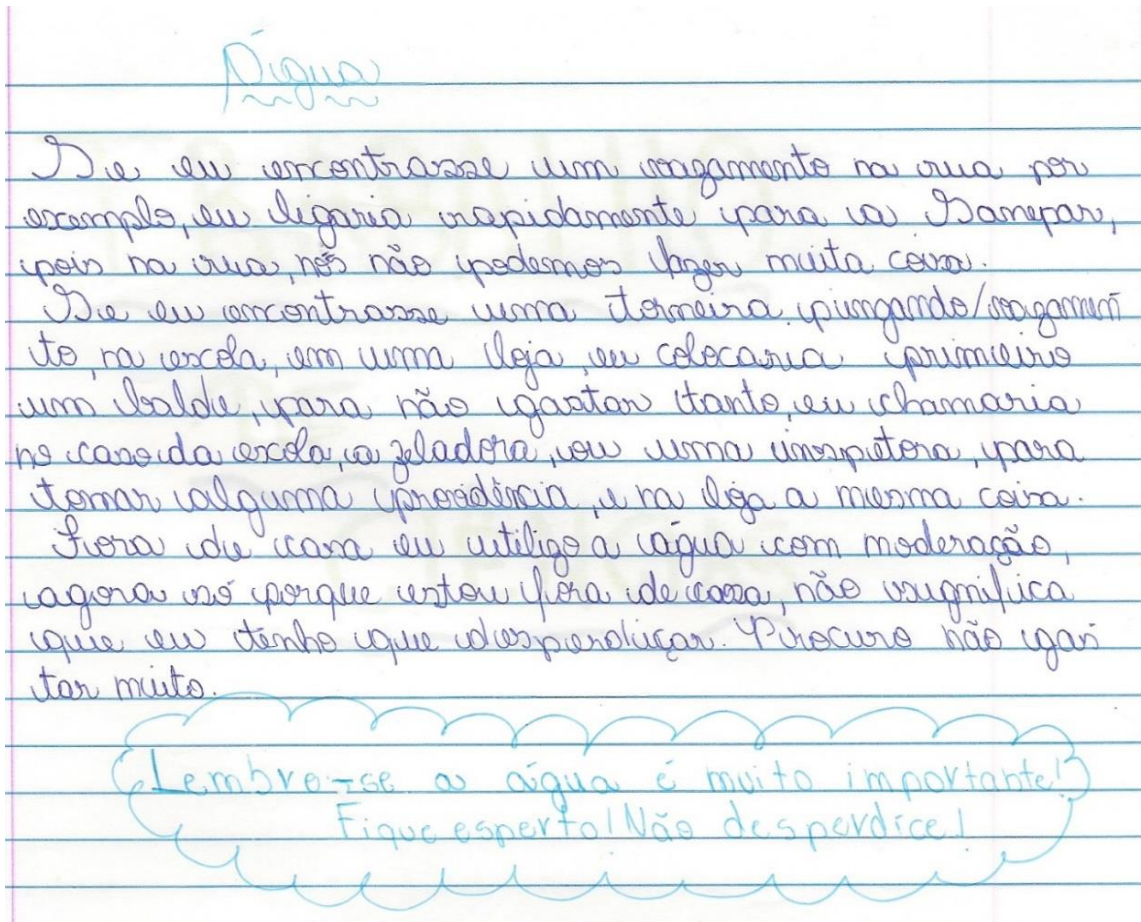 Água
Se eu encontrasse um vagamento na rua por
exemplo, eu ligaria rapidamente para a Sanepar,
pois na rua, nós não podemos fazer muita coisa.
Se eu encontrasse uma torneira pingando/vagamen
to, na escola, em uma loja, eu colocaria primeiro
um balde, para não gastar tanto, eu chamaria
no caso da escola, a zeladora, ou uma inspetora, para
tomar alguma providência, e na loja a mesma coisa.
Fora de casa eu utilizo a água com moderação,
agora só porque estou fora de casa, não significa
que eu tenho que desperdiçar. Procuro não gas
tar muito.
Lembre-se a água é muito importante!
Fique esperto! Não desperdice!